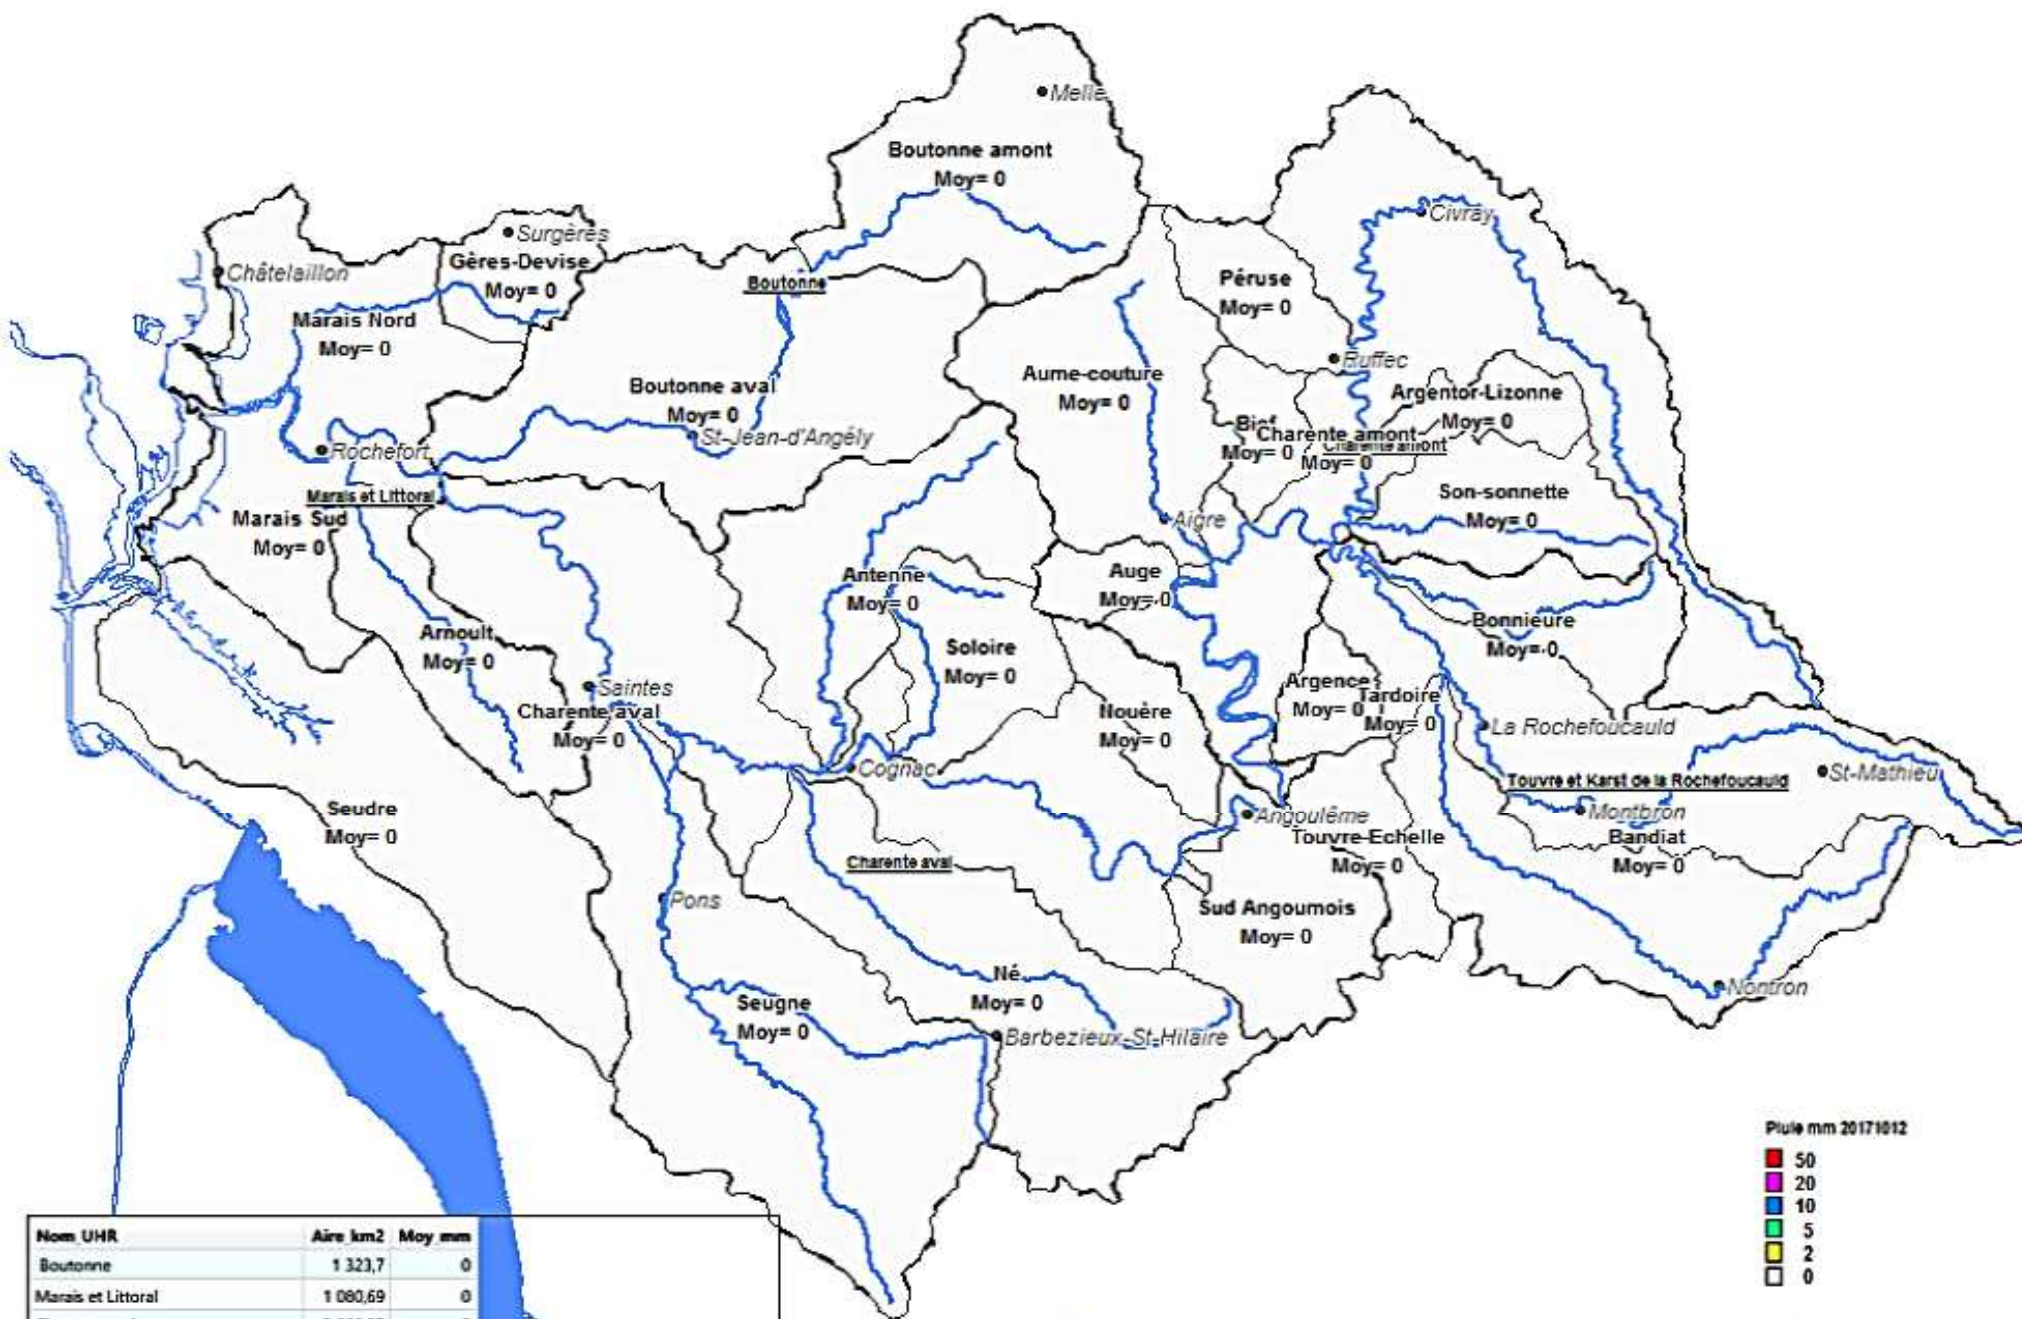 Melle
Boutonne amont
Moy= 0
Civray
Surgères
Gères-Devise
Moy= 0
Châtelaillon
Boutonne
Péruse
Moy= 0
Marais Nord
Moy= 0
Ruffec
Aume-couture
Moy= 0
Boutonne aval
Moy= 0
St-Jean-d'Angély
Argentor-Lizonne
Moy= 0
Bief
Moy= 0
Charente amont
Charente amont
Moy= 0
Rochefort
Marais et Littoral
Marais Sud
Moy= 0
Son-sonnette
Moy= 0
Aigre
Antenne
Moy= 0
Auge
Moy= 0
Bonnieure
Moy= 0
Arnoult
Moy= 0
Soloire
Moy= 0
Saintes
Charente aval
Moy= 0
Argence
Moy= 0
Tardoire
Moy= 0
Nouère
Moy= 0
La Rochefoucauld
Cognac
Touvre et Karst de la Rochefoucauld
St-Mathieu
Montbron
Seudre
Moy= 0
Angoulême
Touvre-Echelle
Moy= 0
Bandiat
Moy= 0
Charente aval
Pons
Sud Angoumois
Moy= 0
Né
Moy= 0
Seugne
Moy= 0
Nontron
Barbezieux-St-Hilaire
Pluie mm 20171012
50
20
10
5
2
0
Nom_UHR Aire_km2 Moy_mm
Boutonne 1 323,7 0
Marais et Littoral 1 080,69 0